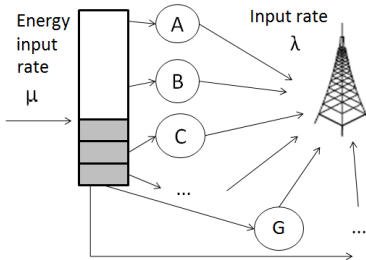 Energy
input
rate
μ
A
B
C
...
G
Input rate
λ
...